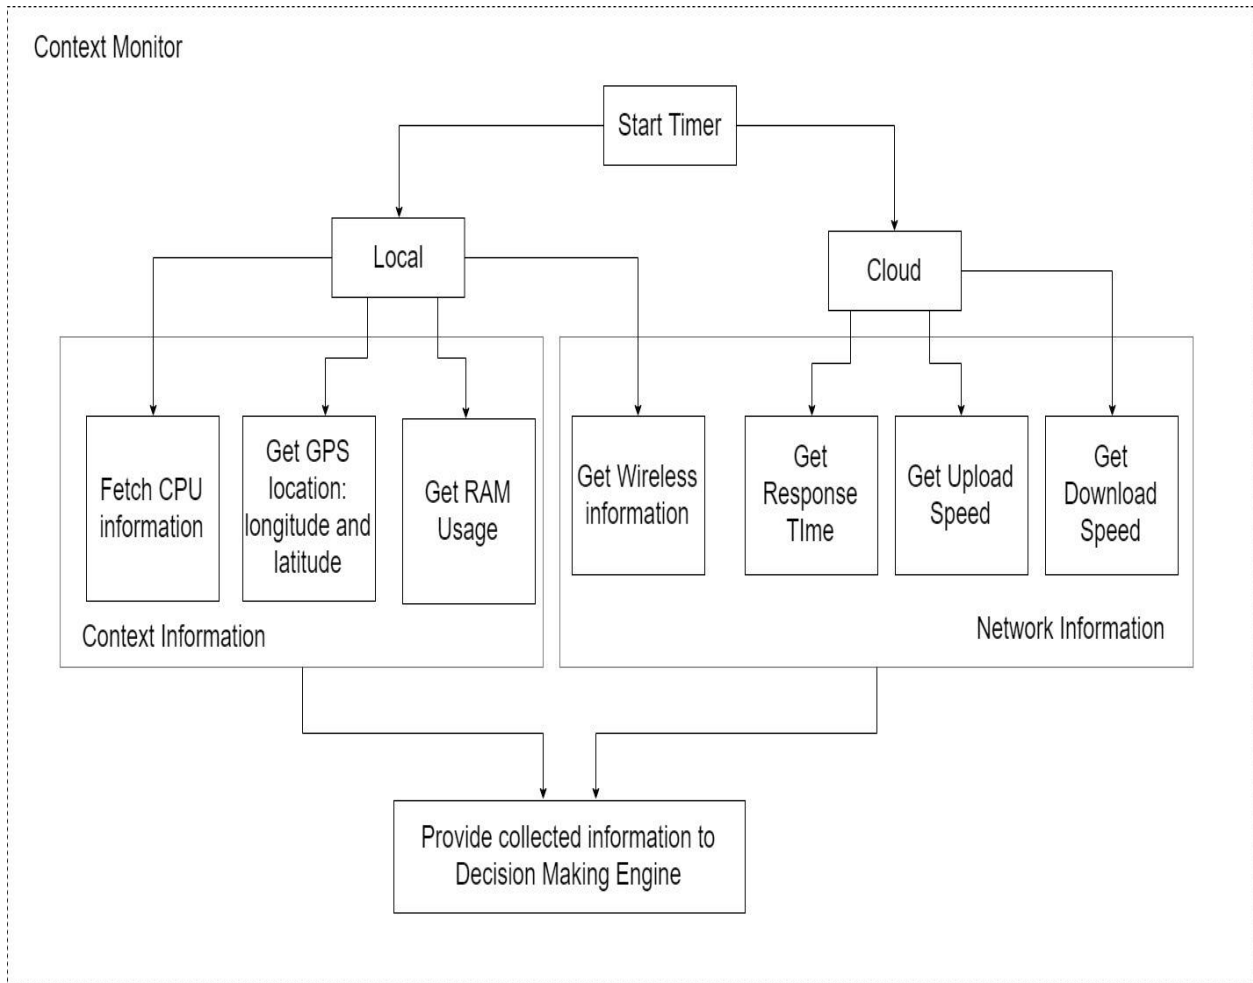 Context Monitor
Start Timer
Local
Cloud
Fetch CPU
information
Get GPS
location:
longitude and
latitude
Get RAM
Usage
Get Wireless
information
Get
Response
TIme
Get Upload
Speed
Get
Download
Speed
Context Information
Network Information
Provide collected information to
Decision Making Engine